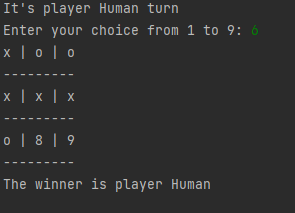 It's player Human turn
Enter your choice from 1 to 9: 6
x | o | o
---------
x | x | x
---------
o | 8 | 9
---------
The winner is player Human